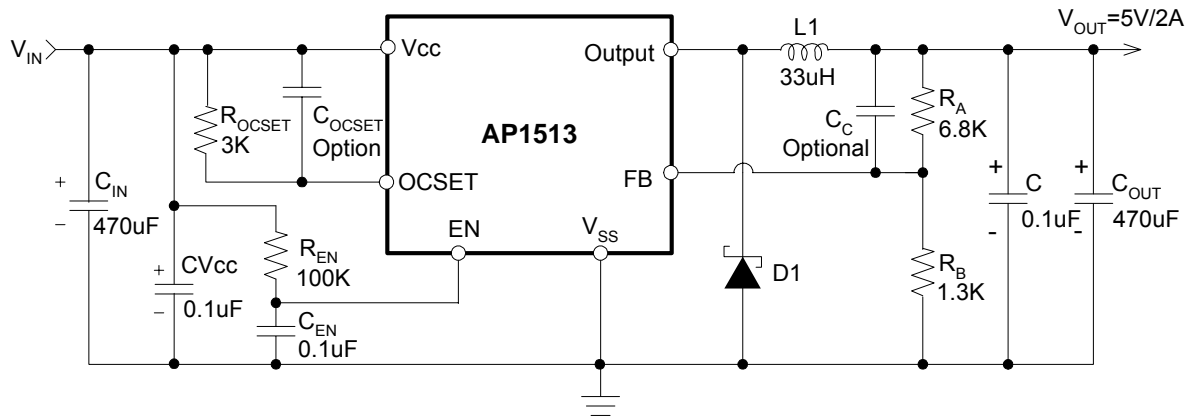 V_OUT=5V/2A
V_IN
Vcc
Output
L1
33uH
R_OCSET
3K
C_OCSET
Option
AP1513
C_C
Optional
R_A
6.8K
OCSET
FB
+
C_IN
470uF
−
EN
V_SS
+
C
0.1uF
-
+
C_OUT
470uF
-
R_EN
100K
+
CVcc
0.1uF
−
D1
R_B
1.3K
C_EN
0.1uF